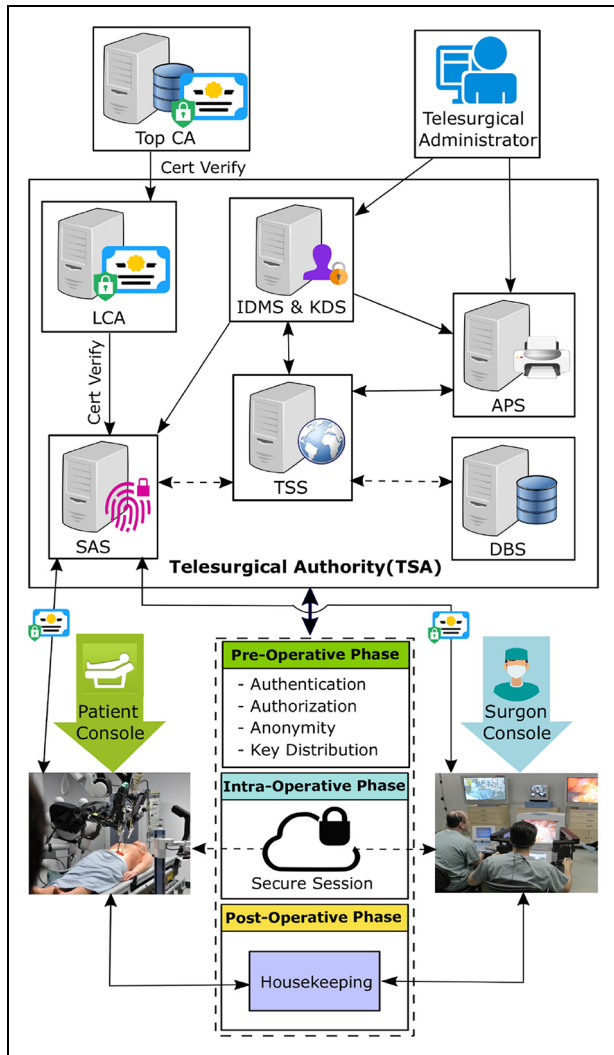 Top CA
Telesurgical
Administrator
Cert Verify
LCA
IDMS & KDS
APS
Cert Verify
SAS
TSS
DBS
Telesurgical Authority(TSA)
Pre-Operative Phase
- Authentication
- Authorization
- Anonymity
- Key Distribution
Patient
Console
Surgon
Console
Intra-Operative Phase
Secure Session
Post-Operative Phase
Housekeeping